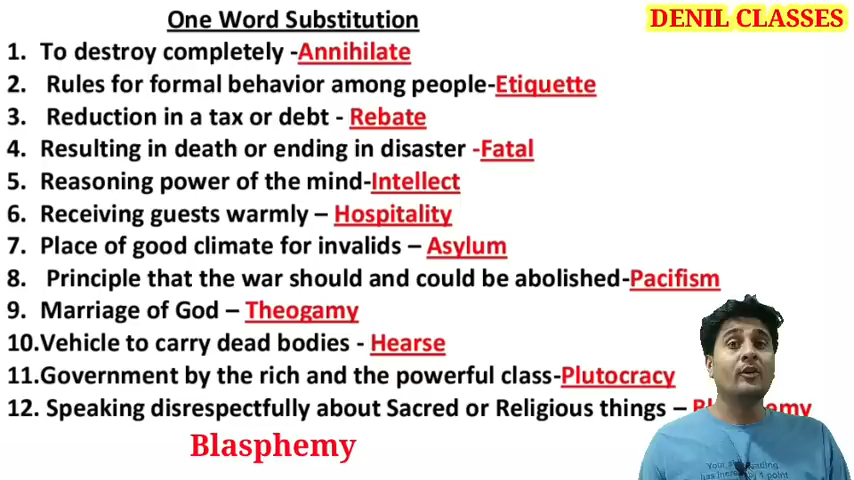 One Word Substitution
DENIL CLASSES
1. To destroy completely -Annihilate
2. Rules for formal behavior among people-Etiquette
3. Reduction in a tax or debt - Rebate
4. Resulting in death or ending in disaster -Fatal
5. Reasoning power of the mind-Intellect
6. Receiving guests warmly – Hospitality
7. Place of good climate for invalids – Asylum
8. Principle that the war should and could be abolished-Pacifism
9. Marriage of God – Theogamy
10.Vehicle to carry dead bodies - Hearse
11.Government by the rich and the powerful class-Plutocracy
12. Speaking disrespectfully about Sacred or Religious things –
Blasphemy